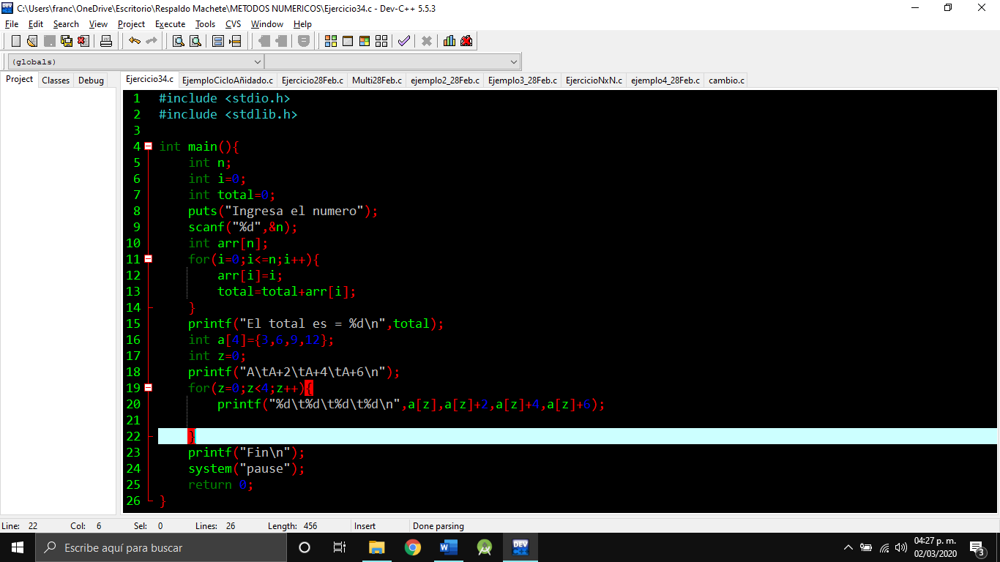 C:\Users\franc\OneDrive\Escritorio\Respaldo Machete\METODOS NUMERICOS\Ejercicio34.c - Dev-C++ 5.5.3
File Edit Search View Project Execute Tools CVS Window Help
(globals)
Project Classes Debug
Ejercicio34.c EjemploCicloAñidado.c Ejercicio28Feb.c Multi28Feb.c ejemplo2_28Feb.c Ejemplo3_28Feb.c EjercicioNxN.c ejemplo4_28Feb.c cambio.c
1 #include <stdio.h>
2 #include <stdlib.h>
3
4 int main(){
5 int n;
6 int i=0;
7 int total=0;
8 puts("Ingresa el numero");
9 scanf("%d",&n);
10 int arr[n];
11 for(i=0;i<=n;i++){
12 arr[i]=i;
13 total=total+arr[i];
14 }
15 printf("El total es = %d\n",total);
16 int a[4]={3,6,9,12};
17 int z=0;
18 printf("A\tA+2\tA+4\tA+6\n");
19 for(z=0;z<4;z++){
20 printf("%d\t%d\t%d\t%d\n",a[z],a[z]+2,a[z]+4,a[z]+6);
21
22 }
23 printf("Fin\n");
24 system("pause");
25 return 0;
26 }
Line: 22 Col: 6 Sel: 0 Lines: 26 Length: 456 Insert Done parsing
Escribe aquí para buscar
W
DEV C++
04:27 p. m.
02/03/2020
3